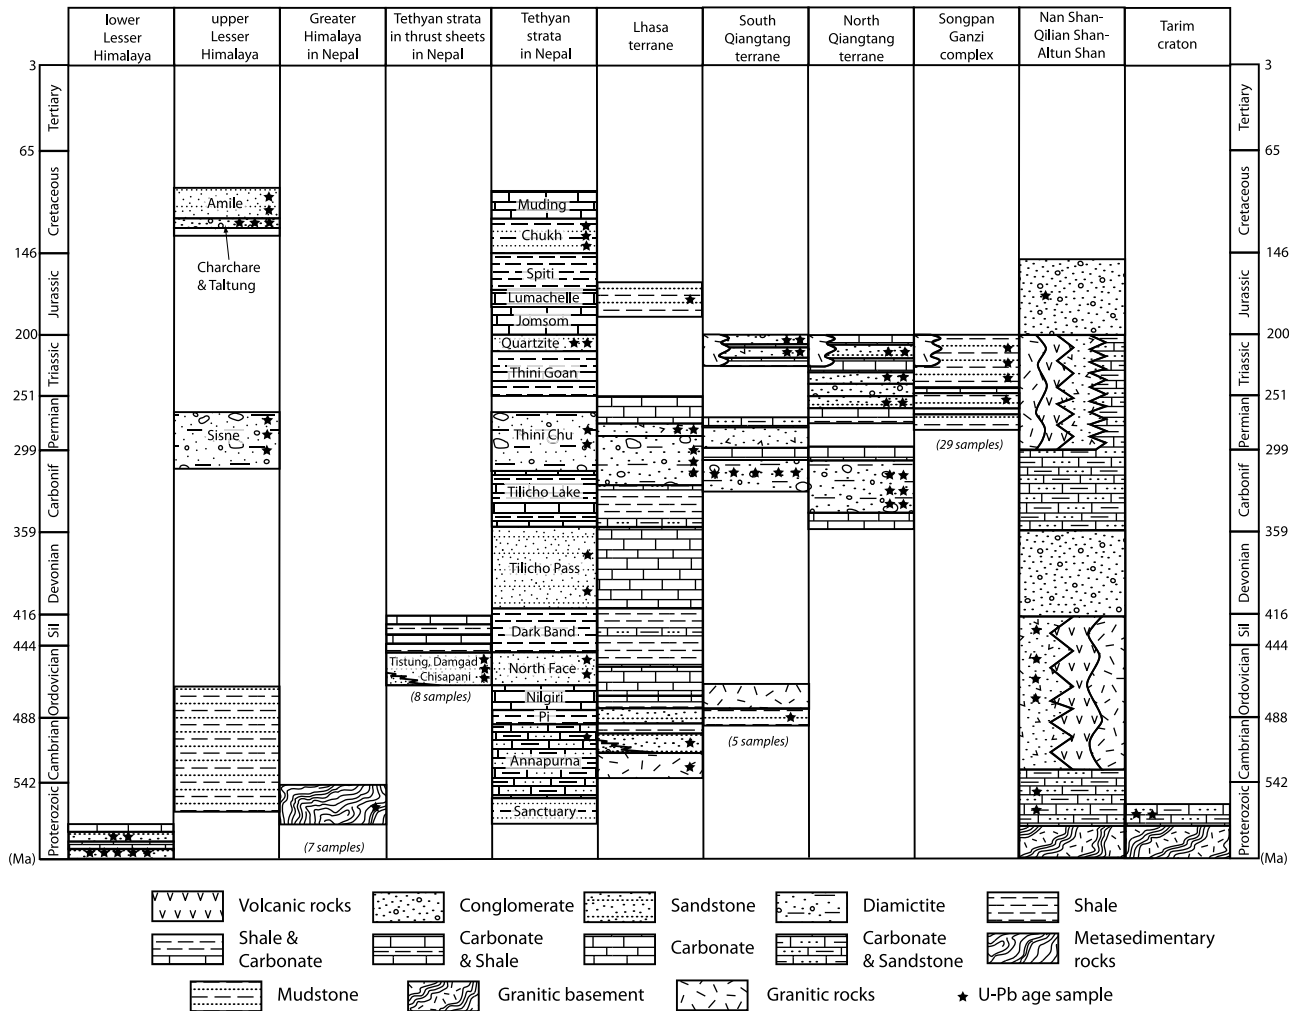 lower
Lesser
Himalaya
upper
Lesser
Himalaya
Greater
Himalaya
in Nepal
Tethyan strata
in thrust sheets
in Nepal
Tethyan
strata
in Nepal
Lhasa
terrane
South
Qiangtang
terrane
North
Qiangtang
terrane
Songpan
Ganzi
complex
Nan Shan-
Qilian Shan-
Altun Shan
Tarim
craton
3
65
146
200
251
299
359
416
444
488
542
(Ma)
Tertiary
Cretaceous
Jurassic
Triassic
Permian
Carbonif
Devonian
Sil
Ordovician
Cambrian
Proterozoic
Amile
Charchare
& Taltung
Sisne
(7 samples)
Tistung, Damgad
Chisapani
(8 samples)
Muding
Chukh
Spiti
Lumachelle
Jomsom
Quartzite
Thini Goan
Thini Chu
Tilicho Lake
Tilicho Pass
Dark Band
North Face
Nilgiri
Pi
Annapurna
Sanctuary
(5 samples)
(29 samples)
Tertiary
Cretaceous
Jurassic
Triassic
Permian
Carbonif
Devonian
Sil
Ordovician
Cambrian
Proterozoic
3
65
146
200
251
299
359
416
444
488
542
(Ma)
Volcanic rocks
Conglomerate
Sandstone
Diamictite
Shale
Shale &
Carbonate
Carbonate
& Shale
Carbonate
Carbonate
& Sandstone
Metasedimentary
rocks
Mudstone
Granitic basement
Granitic rocks
U-Pb age sample